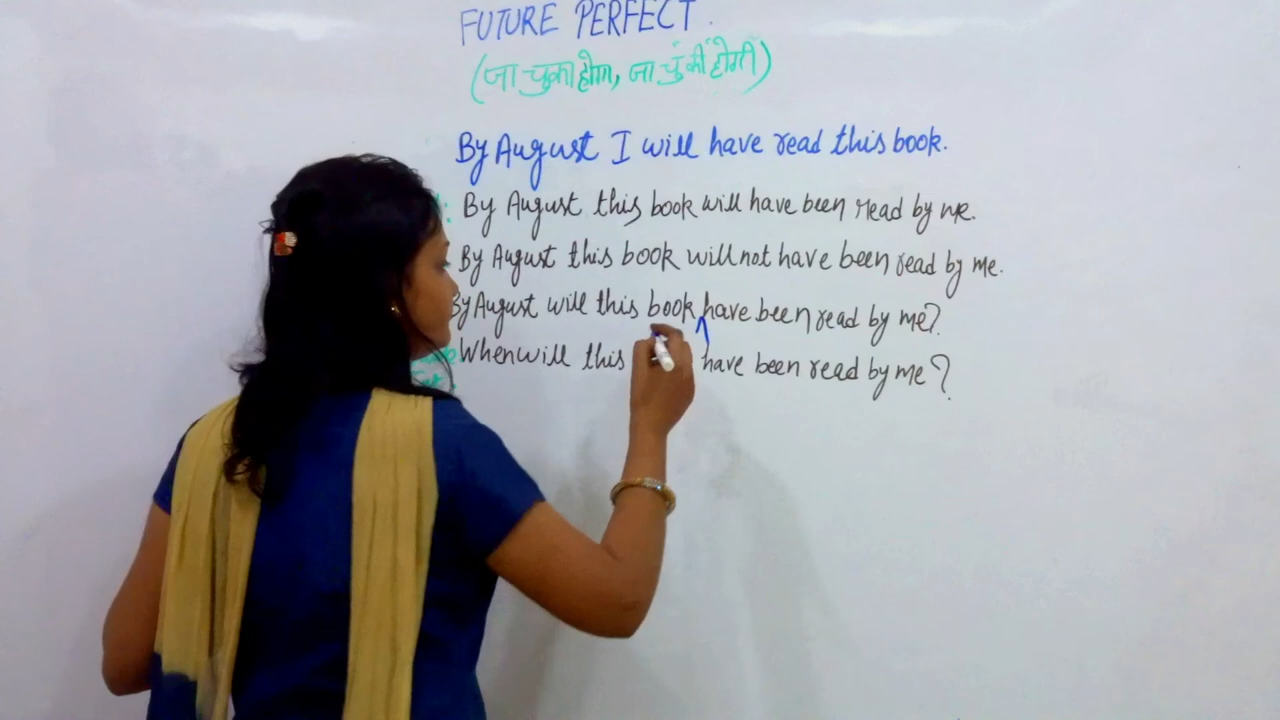 FUTURE PERFECT.
(जा चुका होगा, जा चुकी होगी)
By August I will have read this book.
By August this book will have been read by me.
By August this book will not have been read by me.
By August will this book have been read by me?
When will this have been read by me?